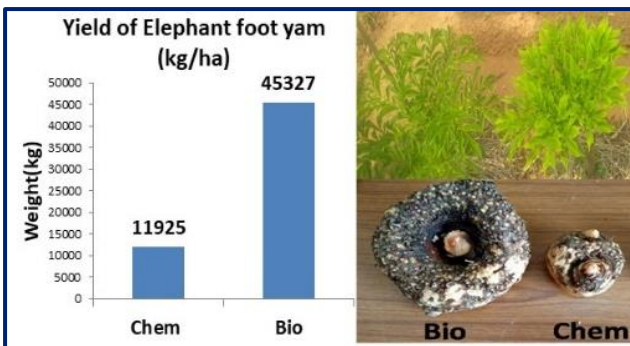 Yield of Elephant foot yam
(kg/ha)
Weight(kg)
50000
45000
40000
35000
30000
25000
20000
15000
10000
5000
0
11925
45327
Chem
Bio
Bio
Chem